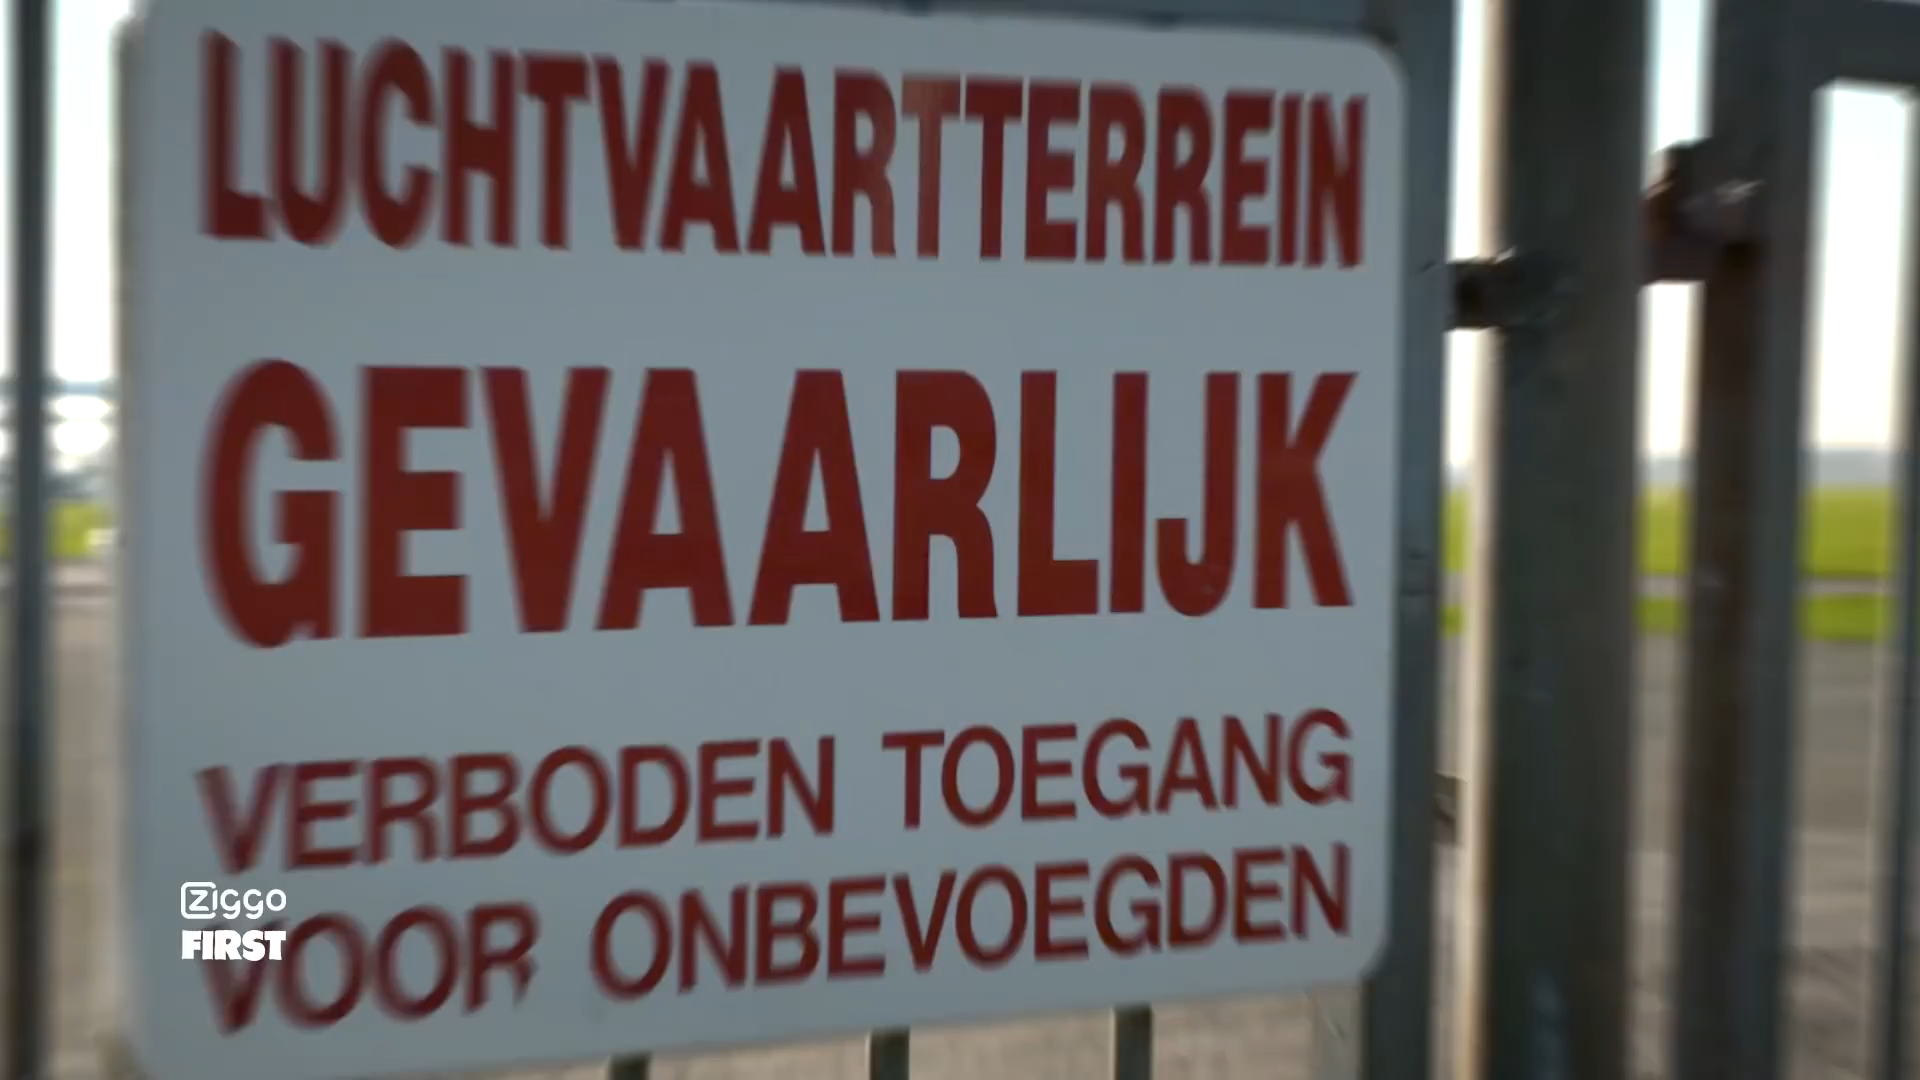 LUCHTVAARTTERREIN
GEVAARLIJK
VERBODEN TOEGANG
VOOR ONBEVOEGDEN
Ziggo
FIRST